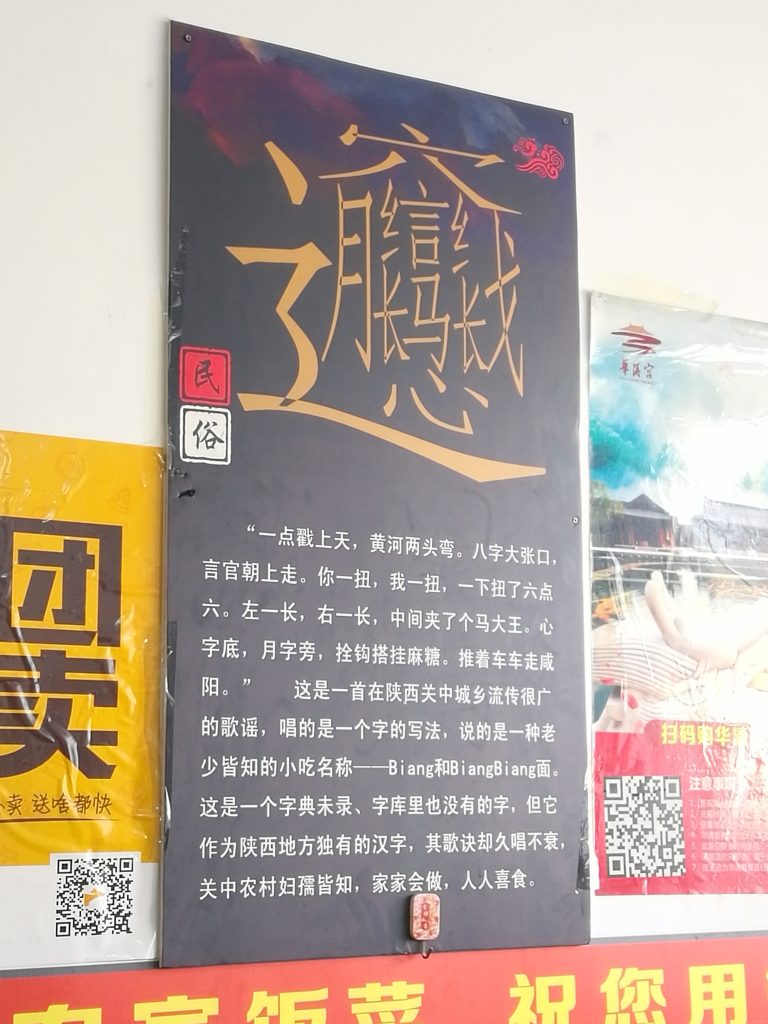 𰻝
民
俗
“一点戳上天，黄河两头弯。八字大张口，
言官朝上走。你一扭，我一扭，一下扭了六点
六。左一长，右一长，中间夹了个马大王。心
字底，月字旁，拴钩搭挂麻糖。推着车车走咸
阳。” 这是一首在陕西关中城乡流传很广
的歌谣，唱的是一个字的写法，说的是一种老
少皆知的小吃名称——Biang和BiangBiang面。
这是一个字典未录、字库里也没有的字，但它
作为陕西地方独有的汉字，其歌诀却久唱不衰，
关中农村妇孺皆知，家家会做，人人喜食。
团
卖
卖 送啥都快
扫码购华
注意事
饭菜 祝您用